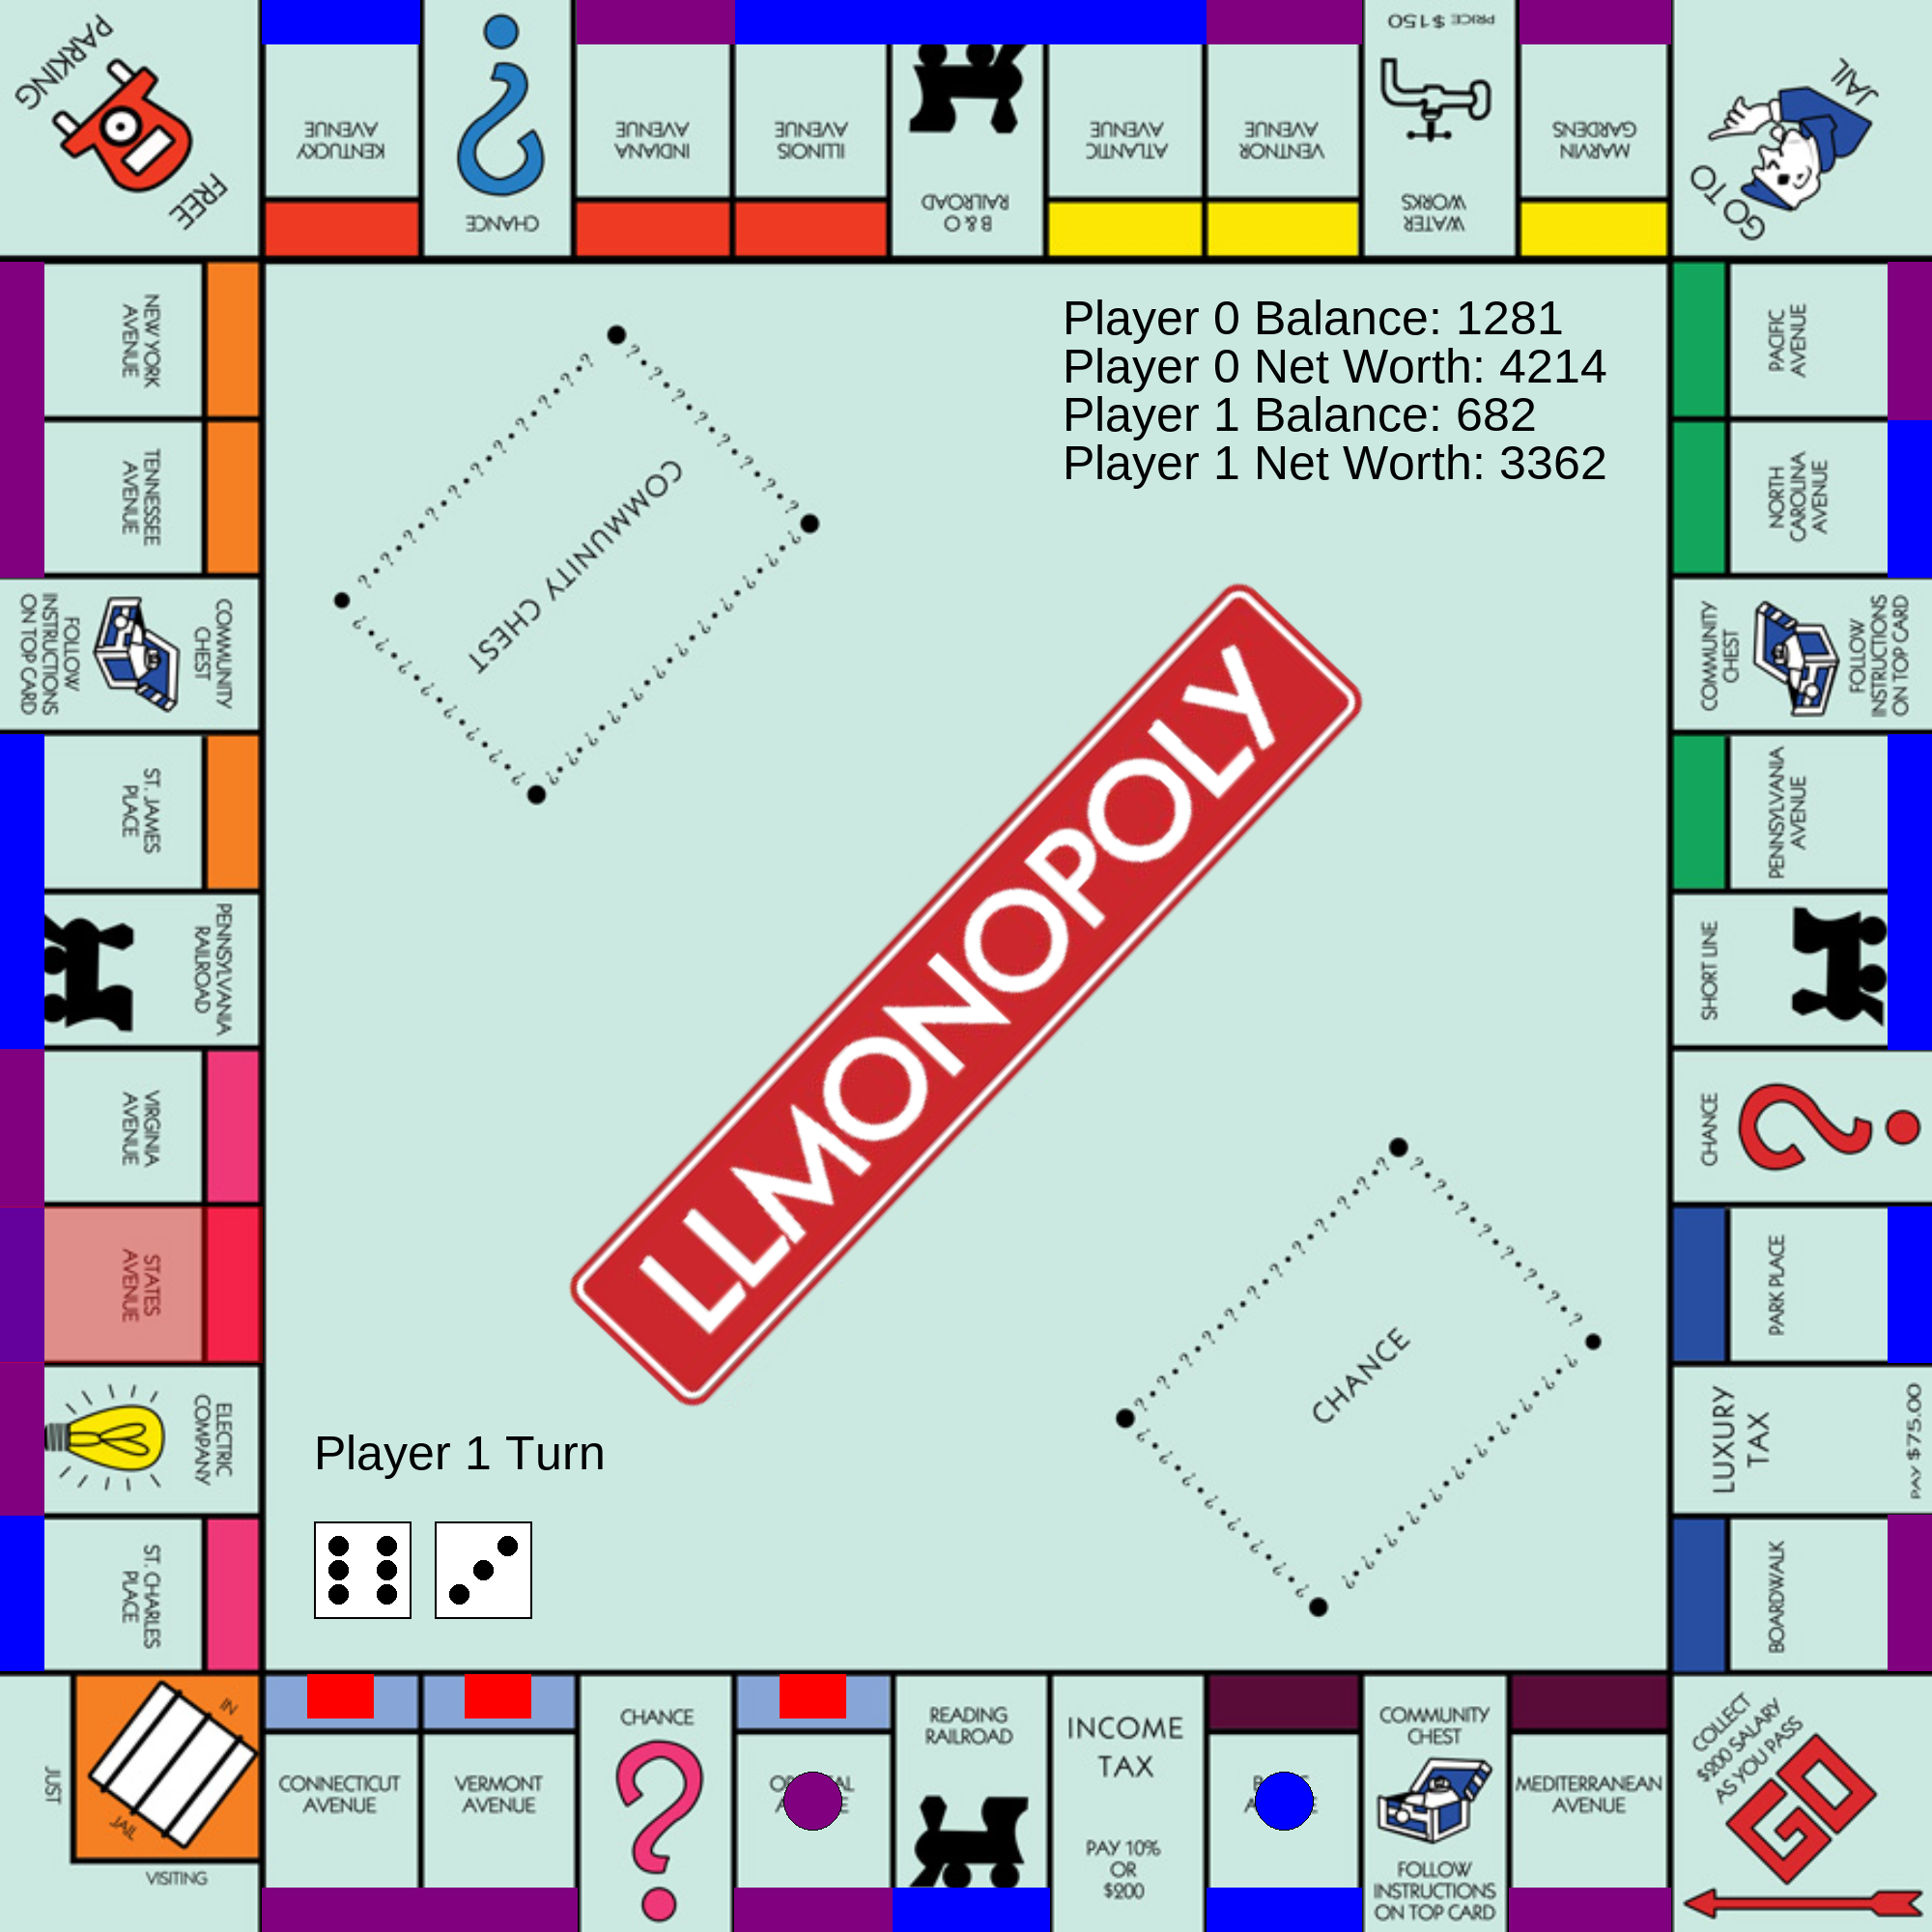 FREE
PARKING
KENTUCKY
AVENUE
CHANCE
INDIANA
AVENUE
ILLINOIS
AVENUE
B & O
RAILROAD
ATLANTIC
AVENUE
VENTNOR
AVENUE
WATER
WORKS
PRICE $150
MARVIN
GARDENS
GO TO
JAIL
NEW YORK
AVENUE
TENNESSEE
AVENUE
COMMUNITY
CHEST
FOLLOW
INSTRUCTIONS
ON TOP CARD
ST. JAMES
PLACE
PENNSYLVANIA
RAILROAD
VIRGINIA
AVENUE
STATES
AVENUE
ELECTRIC
COMPANY
ST. CHARLES
PLACE
COMMUNITY CHEST
Player 0 Balance: 1281
Player 0 Net Worth: 4214
Player 1 Balance: 682
Player 1 Net Worth: 3362
LLMONOPOLY
CHANCE
Player 1 Turn
PACIFIC
AVENUE
NORTH
CAROLINA
AVENUE
COMMUNITY
CHEST
FOLLOW
INSTRUCTIONS
ON TOP CARD
PENNSYLVANIA
AVENUE
SHORT LINE
CHANCE
PARK PLACE
LUXURY
TAX
PAY $75.00
BOARDWALK
JUST
VISITING
IN
JAIL
CONNECTICUT
AVENUE
VERMONT
AVENUE
CHANCE
READING
RAILROAD
INCOME
TAX
PAY 10%
OR
$200
COMMUNITY
CHEST
FOLLOW
INSTRUCTIONS
ON TOP CARD
MEDITERRANEAN
AVENUE
COLLECT
$200 SALARY
AS YOU PASS
GO